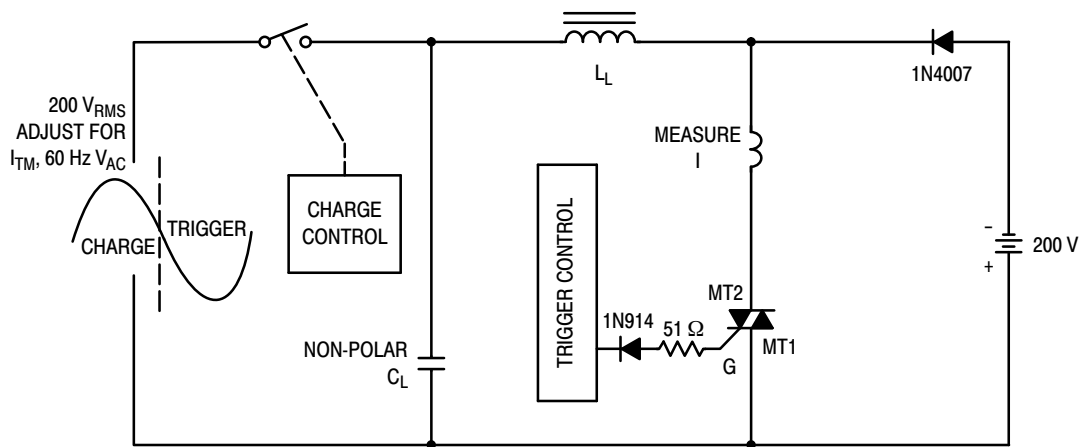 L_L
1N4007
200 V_RMS
ADJUST FOR
I_TM, 60 Hz V_AC
MEASURE
I
CHARGE
CONTROL
TRIGGER
CHARGE
TRIGGER CONTROL
-
+
200 V
MT2
1N914
51 Ω
MT1
G
NON-POLAR
C_L